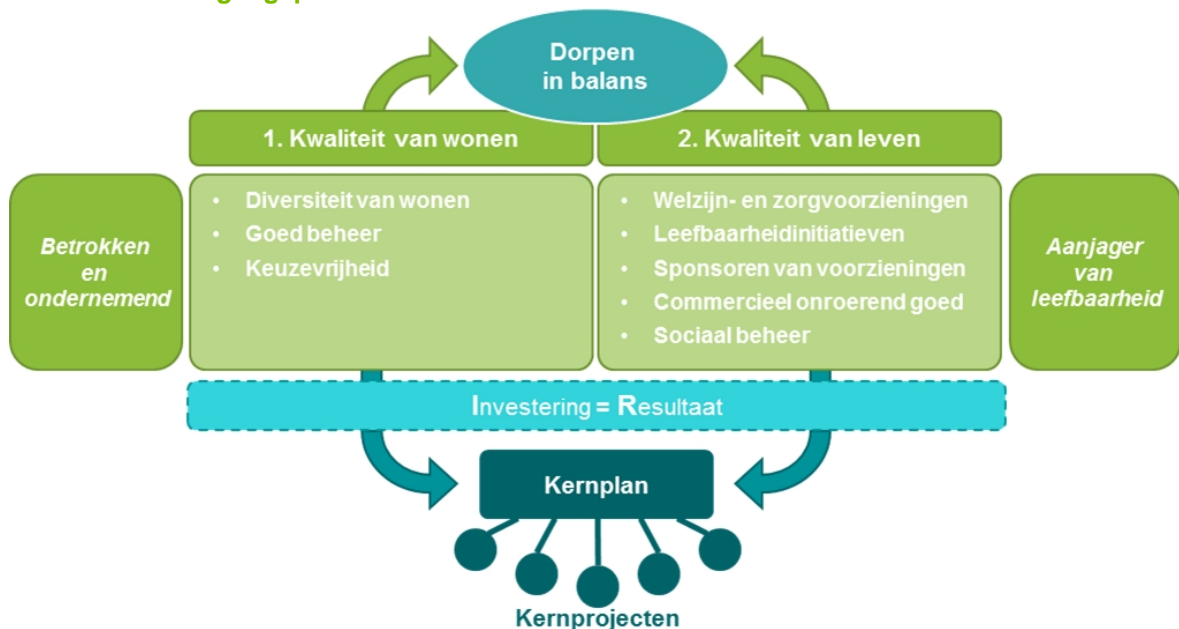 Dorpen
in balans
1. Kwaliteit van wonen
2. Kwaliteit van leven
Betrokken
en
ondernemend
• Diversiteit van wonen
• Goed beheer
• Keuzevrijheid
• Welzijn- en zorgvoorzieningen
• Leefbaarheidinitiatieven
• Sponsoren van voorzieningen
• Commercieel onroerend goed
• Sociaal beheer
Aanjager
van
leefbaarheid
Investering = Resultaat
Kernplan
Kernprojecten